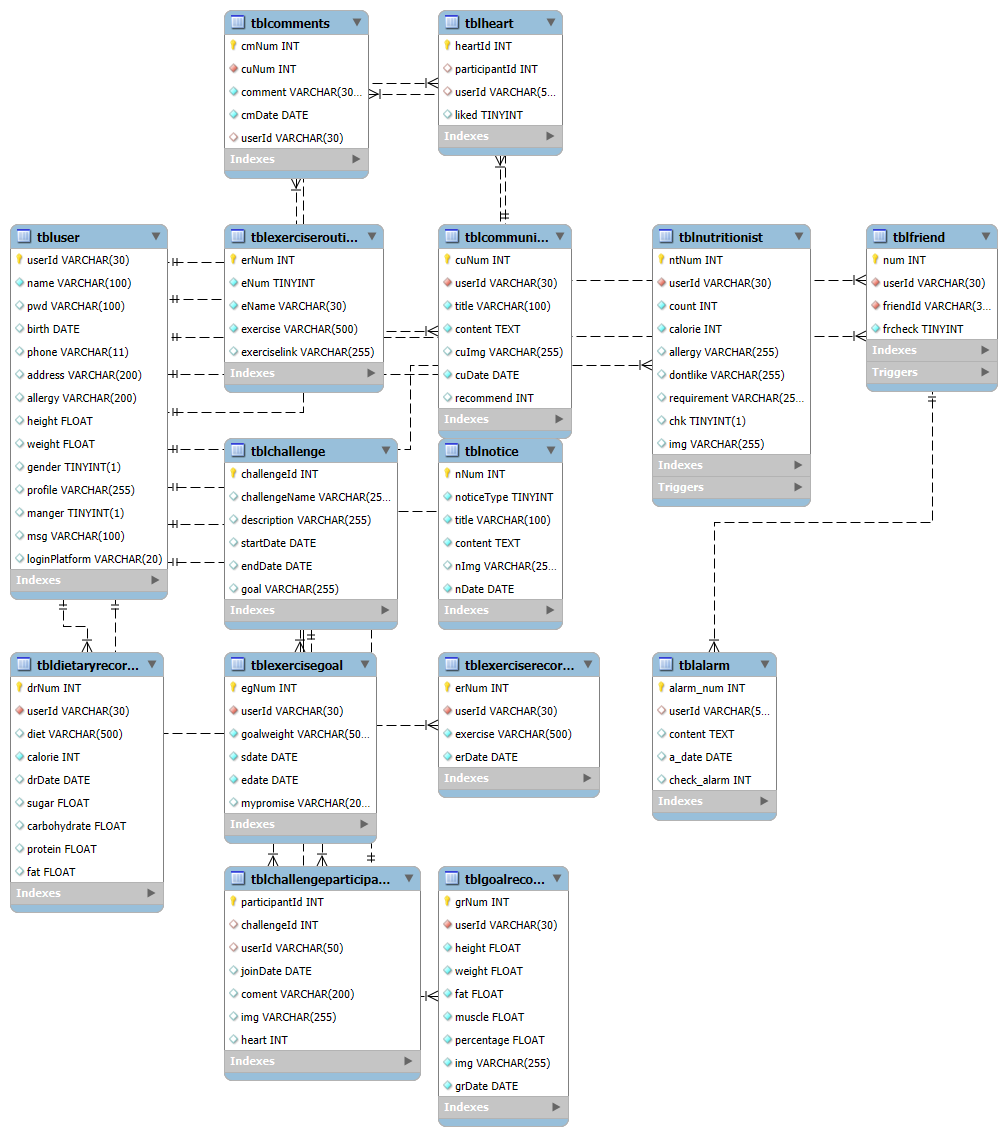 tblcomments
cmNum INT
cuNum INT
comment VARCHAR(30...
cmDate DATE
userId VARCHAR(30)
Indexes
tblheart
heartId INT
participantId INT
userId VARCHAR(5...
liked TINYINT
Indexes
tbluser
userId VARCHAR(30)
name VARCHAR(100)
pwd VARCHAR(100)
birth DATE
phone VARCHAR(11)
address VARCHAR(200)
allergy VARCHAR(200)
height FLOAT
weight FLOAT
gender TINYINT(1)
profile VARCHAR(255)
manger TINYINT(1)
msg VARCHAR(100)
loginPlatform VARCHAR(20)
Indexes
tblexerciserouti...
erNum INT
eNum TINYINT
eName VARCHAR(30)
exercise VARCHAR(500)
exerciselink VARCHAR(255)
Indexes
tblcommuni...
cuNum INT
userId VARCHAR(30)
title VARCHAR(100)
content TEXT
cuImg VARCHAR(255)
cuDate DATE
recommend INT
Indexes
tblnutritionist
ntNum INT
userId VARCHAR(30)
count INT
calorie INT
allergy VARCHAR(255)
dontlike VARCHAR(255)
requirement VARCHAR(25...
chk TINYINT(1)
img VARCHAR(255)
Indexes
Triggers
tblfriend
num INT
userId VARCHAR(30)
friendId VARCHAR(3...
frcheck TINYINT
Indexes
Triggers
tblchallenge
challengeId INT
challengeName VARCHAR(25...
description VARCHAR(255)
startDate DATE
endDate DATE
goal VARCHAR(255)
Indexes
tblnotice
nNum INT
noticeType TINYINT
title VARCHAR(100)
content TEXT
nImg VARCHAR(25...
nDate DATE
Indexes
tbldietaryrecor...
drNum INT
userId VARCHAR(30)
diet VARCHAR(500)
calorie INT
drDate DATE
sugar FLOAT
carbohydrate FLOAT
protein FLOAT
fat FLOAT
Indexes
tblexercisegoal
egNum INT
userId VARCHAR(30)
goalweight VARCHAR(50...
sdate DATE
edate DATE
mypromise VARCHAR(20...
Indexes
tblexerciserecor...
erNum INT
userId VARCHAR(30)
exercise VARCHAR(500)
erDate DATE
Indexes
tblalarm
alarm_num INT
userId VARCHAR(5...
content TEXT
a_date DATE
check_alarm INT
Indexes
tblchallengeparticipa...
participantId INT
challengeId INT
userId VARCHAR(50)
joinDate DATE
coment VARCHAR(200)
img VARCHAR(255)
heart INT
Indexes
tblgoalreco...
grNum INT
userId VARCHAR(30)
height FLOAT
weight FLOAT
fat FLOAT
muscle FLOAT
percentage FLOAT
img VARCHAR(255)
grDate DATE
Indexes